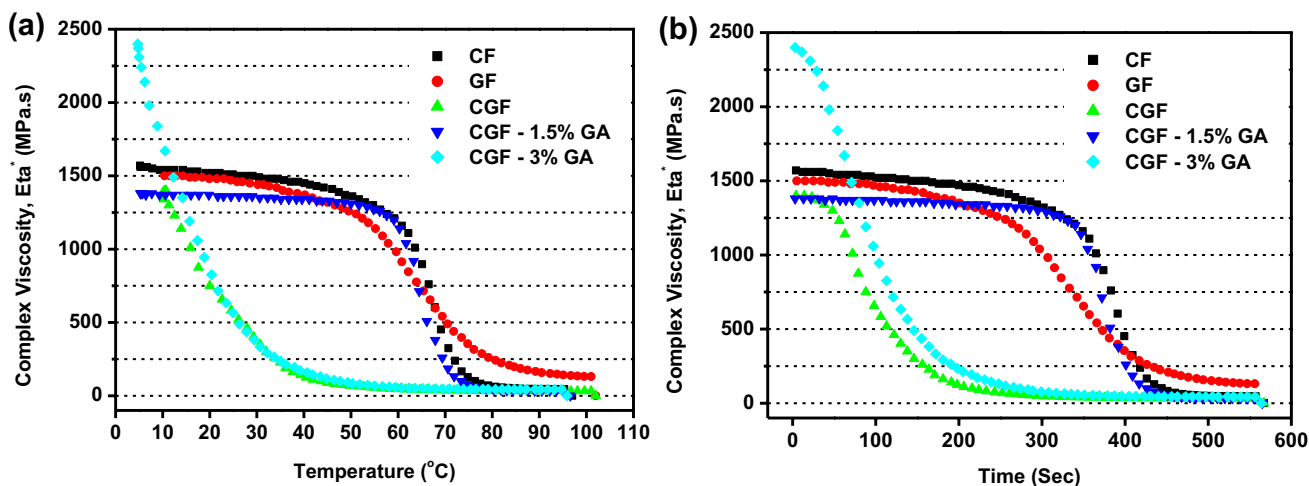 (a)
2500
2000
1500
1000
500
0
Complex Viscosity, Eta* (MPa.s)
CF
GF
CGF
CGF - 1.5% GA
CGF - 3% GA
0 10 20 30 40 50 60 70 80 90 100 110
Temperature (°C)
(b)
2500
2000
1500
1000
500
0
Complex Viscosity, Eta* (MPa.s)
CF
GF
CGF
CGF - 1.5% GA
CGF - 3% GA
0 100 200 300 400 500 600
Time (Sec)